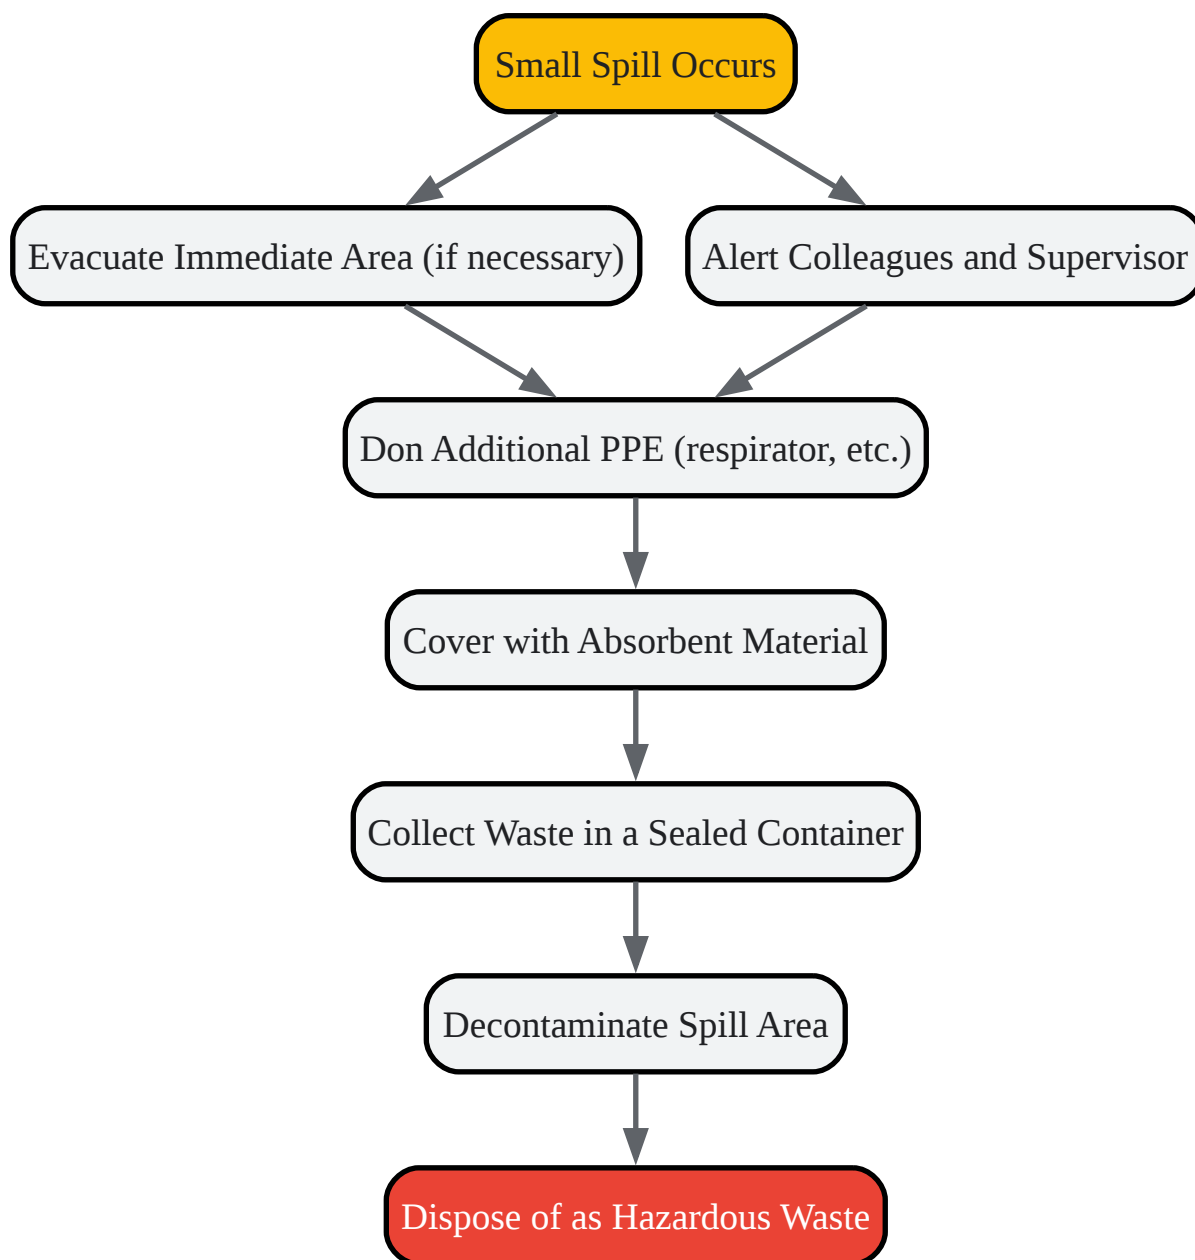 Small Spill Occurs
Evacuate Immediate Area (if necessary)
Alert Colleagues and Supervisor
Don Additional PPE (respirator, etc.)
Cover with Absorbent Material
Collect Waste in a Sealed Container
Decontaminate Spill Area
Dispose of as Hazardous Waste